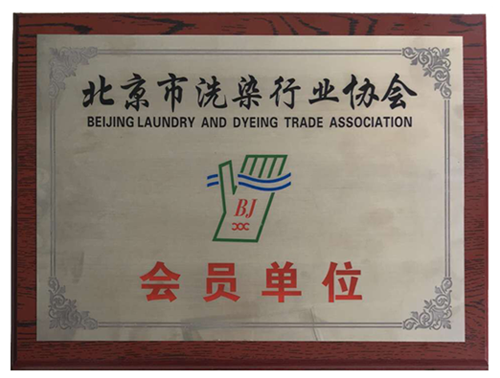 北京市洗染行业协会
BEIJING LAUNDRY AND DYEING TRADE ASSOCIATION
BJ
会员单位